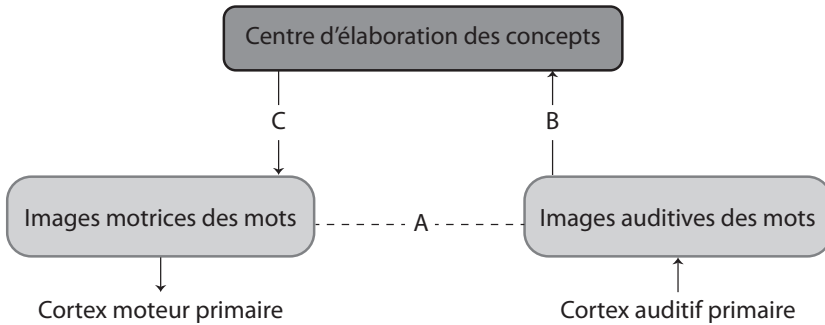 Centre d’élaboration des concepts
C
B
Images motrices des mots
A
Images auditives des mots
Cortex moteur primaire
Cortex auditif primaire